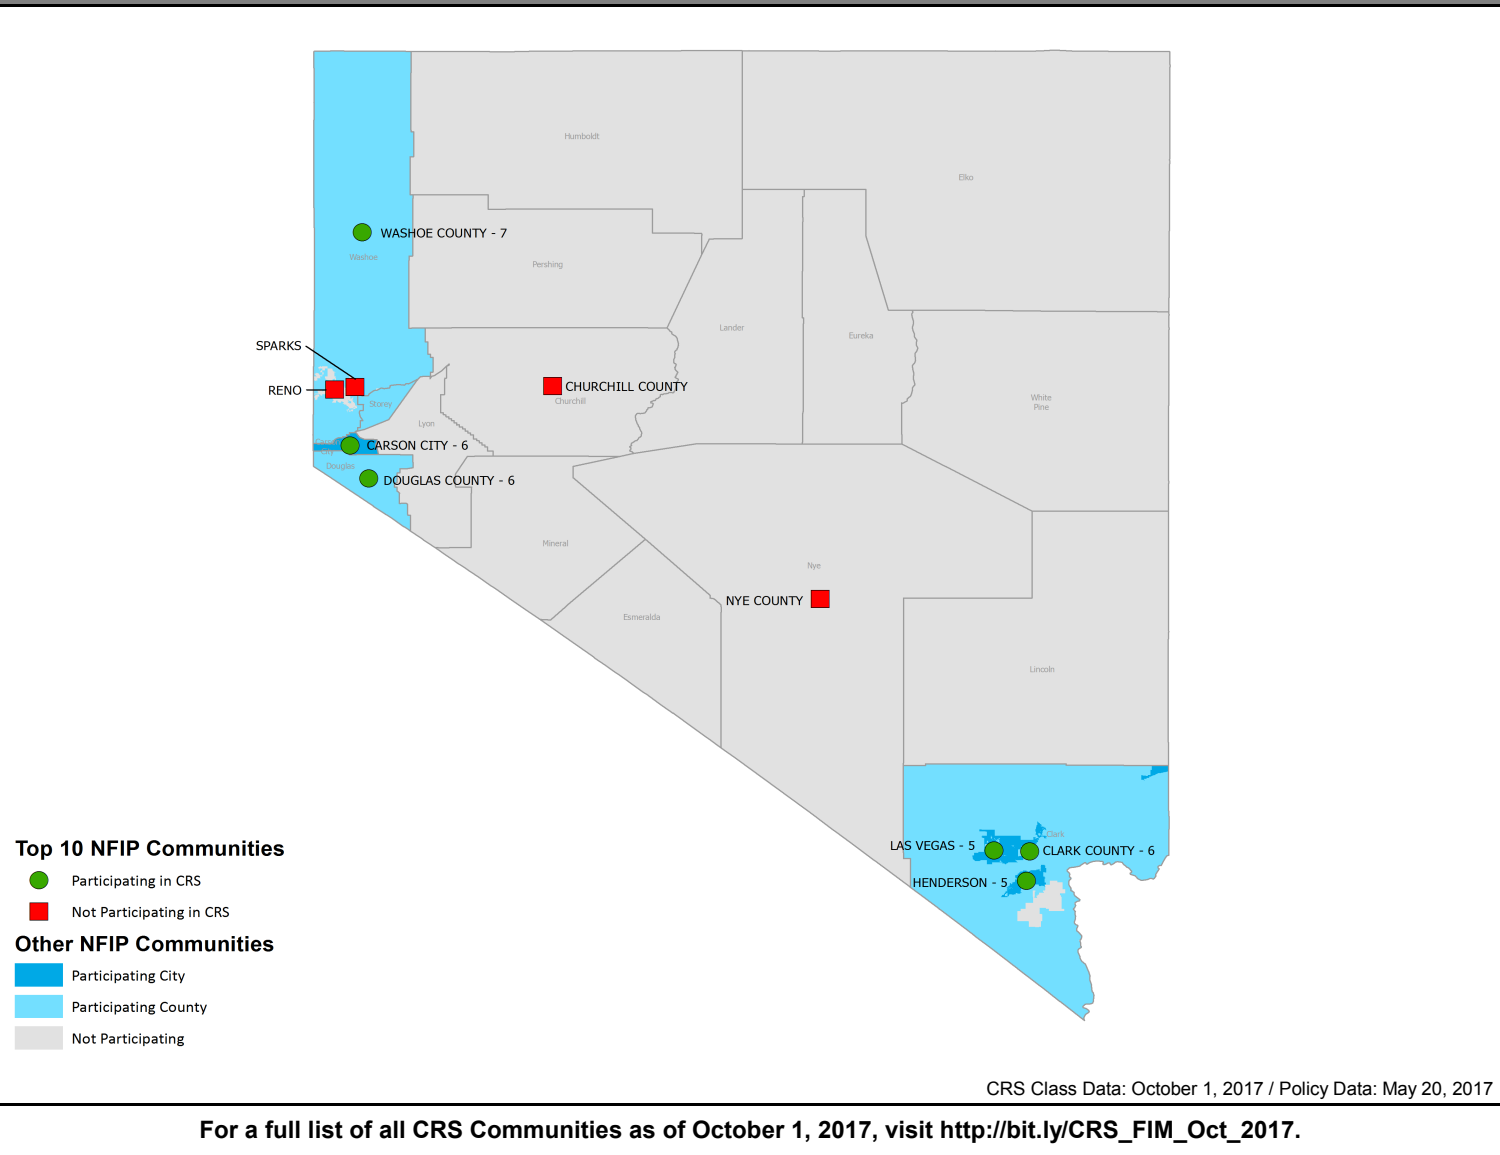 Humboldt
Elko
WASHOE COUNTY - 7
Washoe
Pershing
Lander
Eureka
SPARKS
RENO
CHURCHILL COUNTY
Churchill
White
Pine
Storey
Lyon
Carson
City
CARSON CITY - 6
Douglas
DOUGLAS COUNTY - 6
Mineral
Nye
NYE COUNTY
Esmeralda
Lincoln
Clark
LAS VEGAS - 5
CLARK COUNTY - 6
HENDERSON - 5
Top 10 NFIP Communities
Participating in CRS
Not Participating in CRS
Other NFIP Communities
Participating City
Participating County
Not Participating
CRS Class Data: October 1, 2017 / Policy Data: May 20, 2017
For a full list of all CRS Communities as of October 1, 2017, visit http://bit.ly/CRS_FIM_Oct_2017.